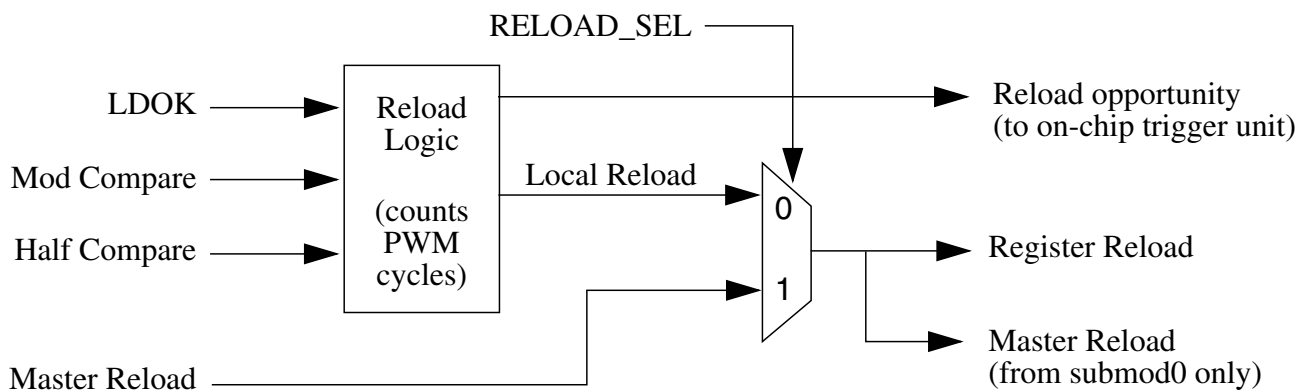 RELOAD_SEL
LDOK
Mod Compare
Half Compare
Master Reload
Reload
Logic
(counts
PWM
cycles)
Local Reload
0
1
Reload opportunity
(to on-chip trigger unit)
Register Reload
Master Reload
(from submod0 only)